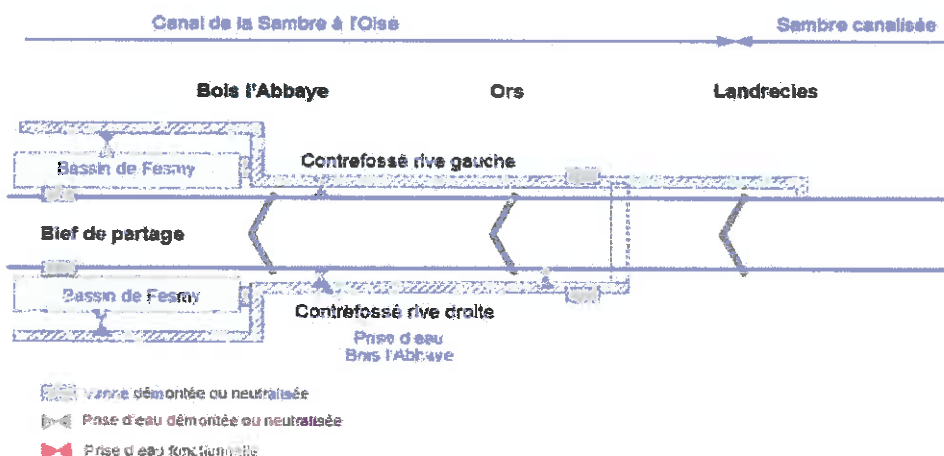 Canal de la Sambre à l'Oise
Sambre canalisée
Bois l'Abbaye
Ors
Landrecies
Bassin de Fesmy
Contrefossé rive gauche
Bief de partage
Bassin de Fesmy
Contrefossé rive droite
Prise d'eau
Bois l'Abbaye
Vanne démontée ou neutralisée
Prise d'eau démontée ou neutralisée
Prise d'eau fonctionnelle